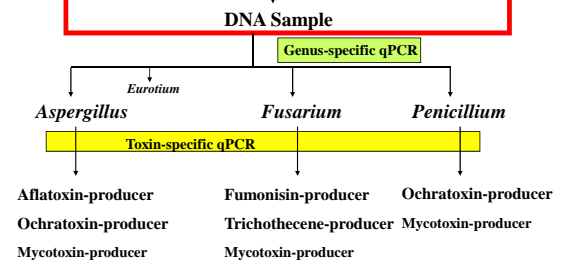 DNA Sample
Genus-specific qPCR
Eurotium
Aspergillus Fusarium Penicillium
Toxin-specific qPCR
Aflatoxin-producer Fumonisin-producer Ochratoxin-producer
Ochratoxin-producer Trichothecene-producer Mycotoxin-producer
Mycotoxin-producer Mycotoxin-producer